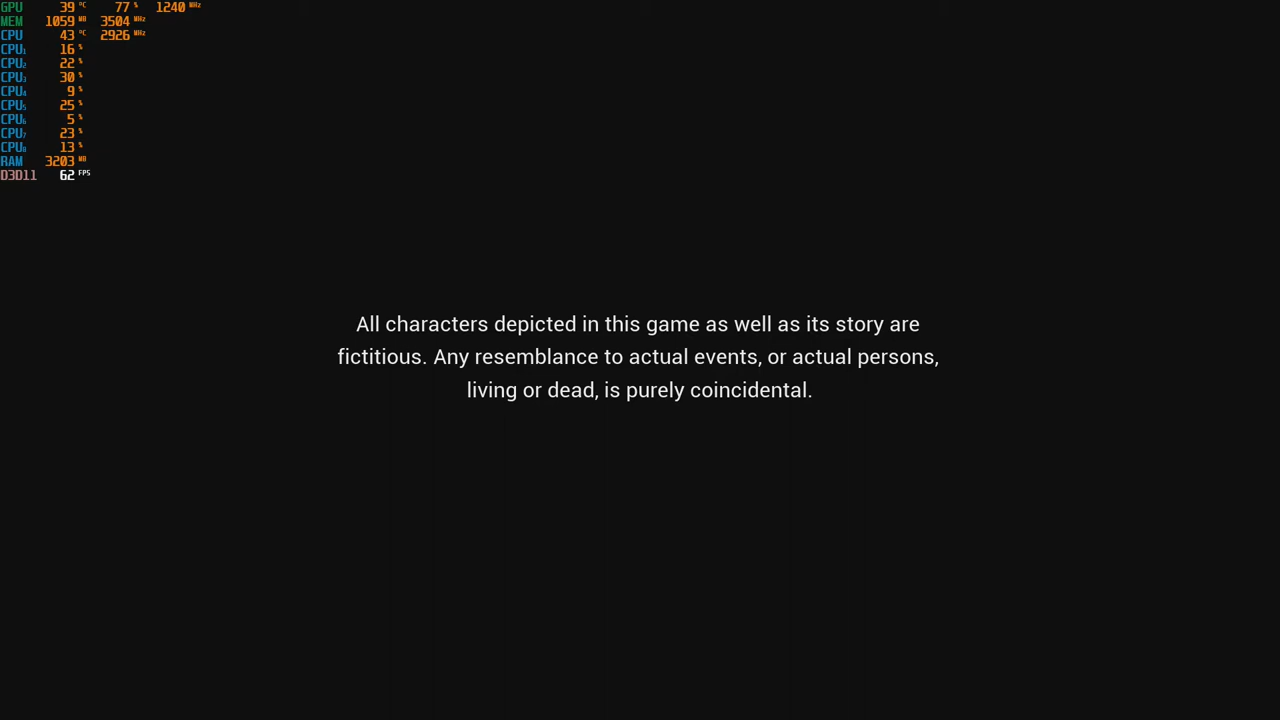 GPU 39 °C 77 % 1240 MHz
MEM 1059 MB 3504 MHz
CPU 43 °C 2926 MHz
CPU1 16 %
CPU2 22 %
CPU3 30 %
CPU4 9 %
CPU5 25 %
CPU6 5 %
CPU7 23 %
CPU8 13 %
RAM 3203 MB
D3D11 62 FPS
All characters depicted in this game as well as its story are
fictitious. Any resemblance to actual events, or actual persons,
living or dead, is purely coincidental.